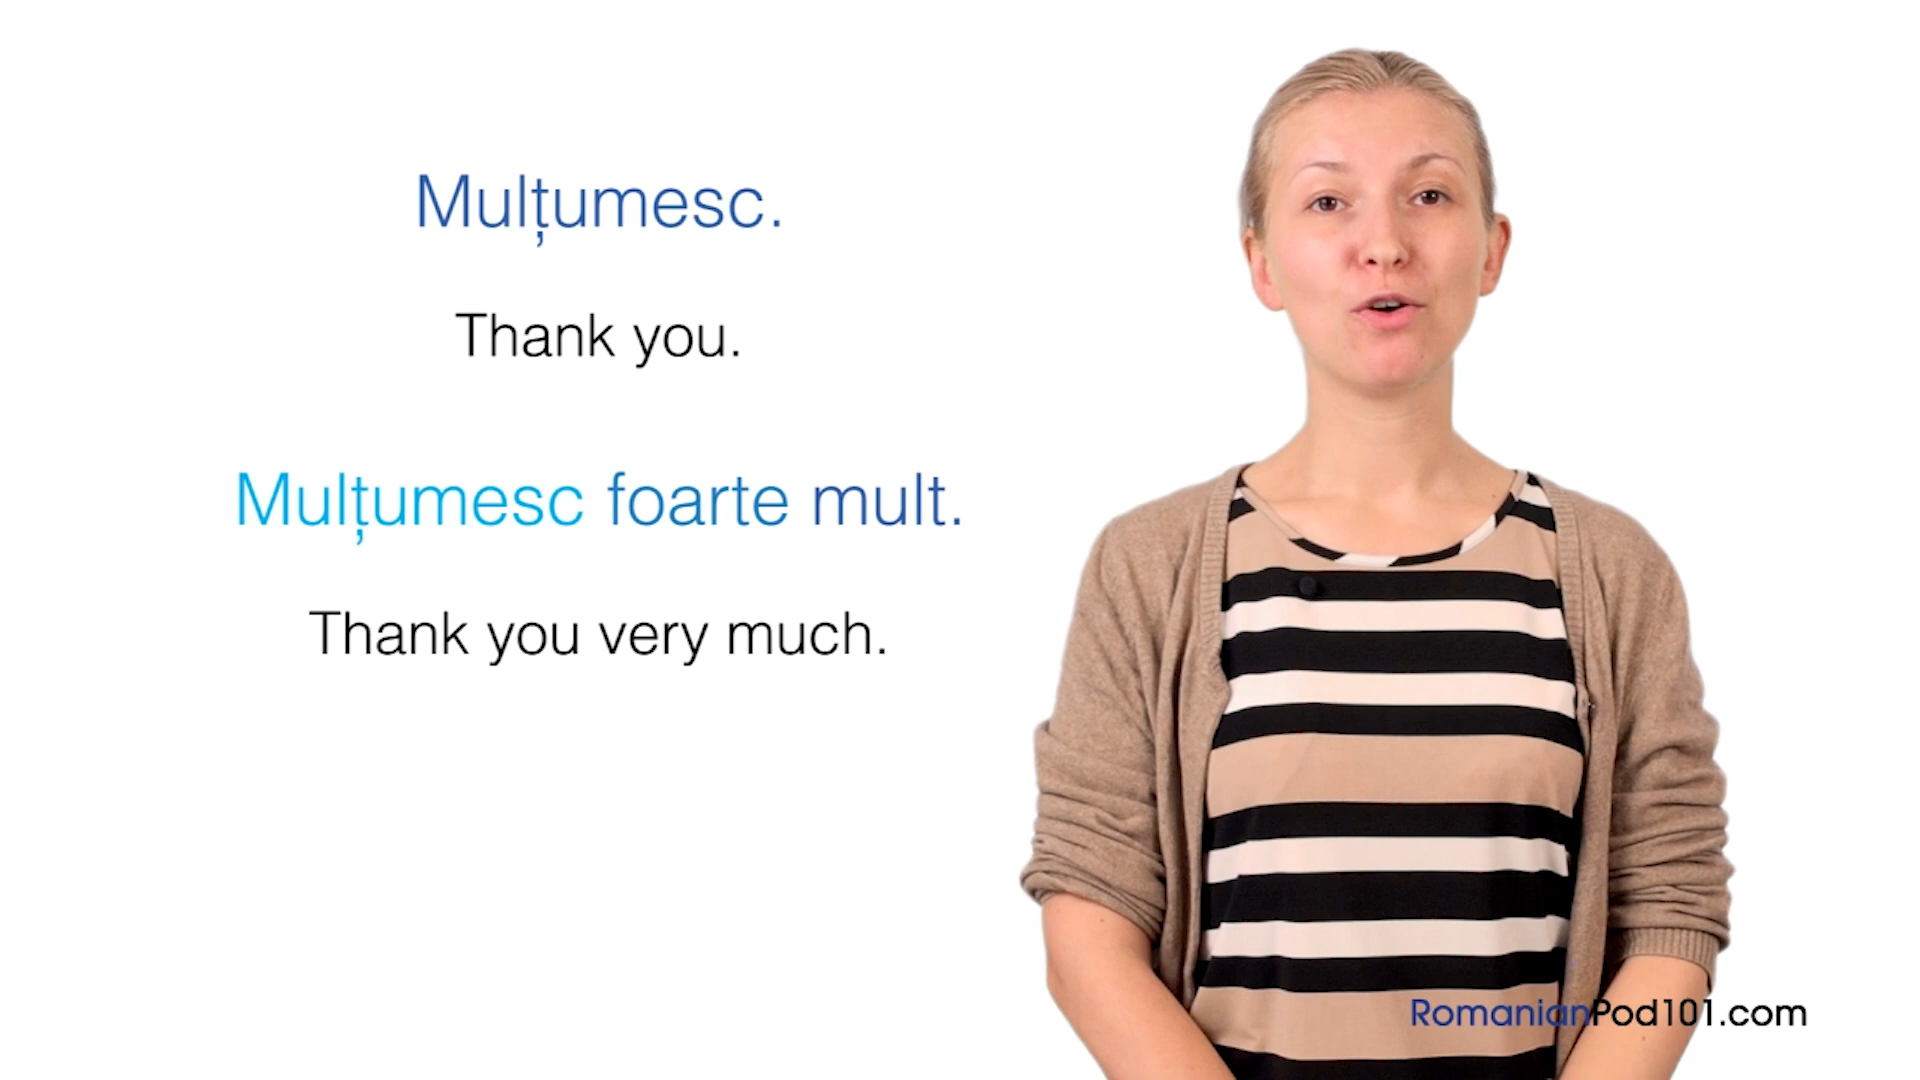 Mulțumesc.
Thank you.
Mulțumesc foarte mult.
Thank you very much.
RomanianPod101.com